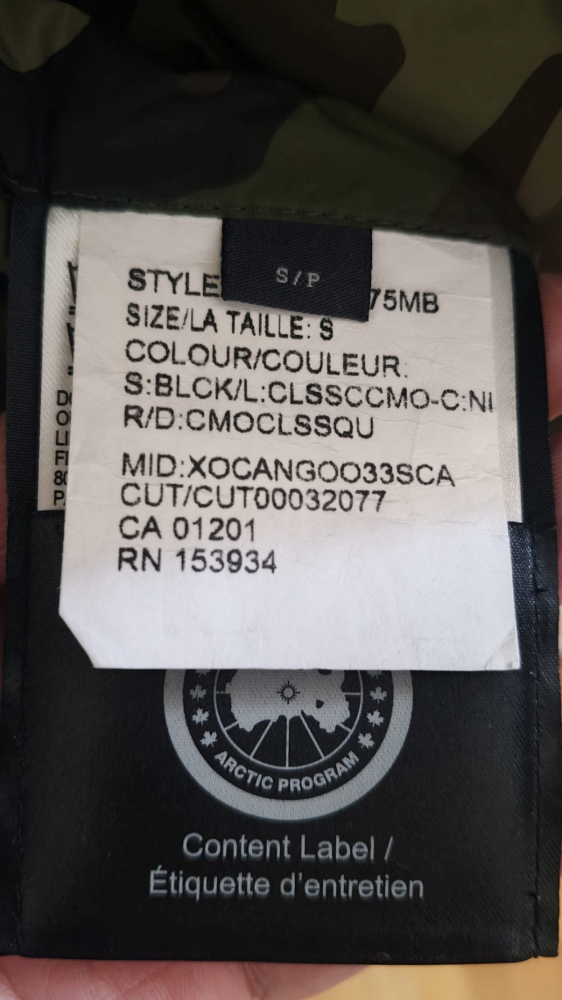 S/P
STYLE 75MB
SIZE/LA TAILLE: S
COLOUR/COULEUR:
S:BLCK/L:CLSSCCMO-C:NI
R/D:CMOCLSSQU
MID:XOCANGOO33SCA
CUT/CUT00032077
CA 01201
RN 153934
ARCTIC PROGRAM
Content Label /
Étiquette d'entretien